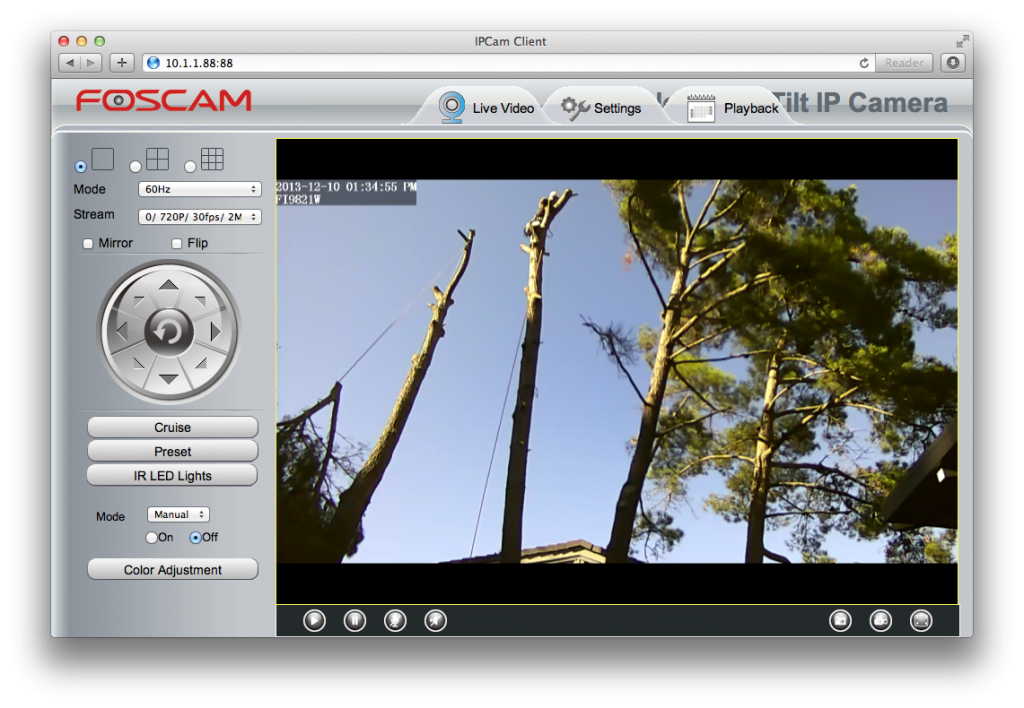 IPCam Client
10.1.1.88:88
Reader
FOSCAM
Live Video
Settings
Playback
Tilt IP Camera
Mode
60Hz
Stream
0/ 720P/ 30fps/ 2M
Mirror
Flip
2013-12-10 01:34:55 PM
FI9821W
Cruise
Preset
IR LED Lights
Mode
Manual
On
Off
Color Adjustment